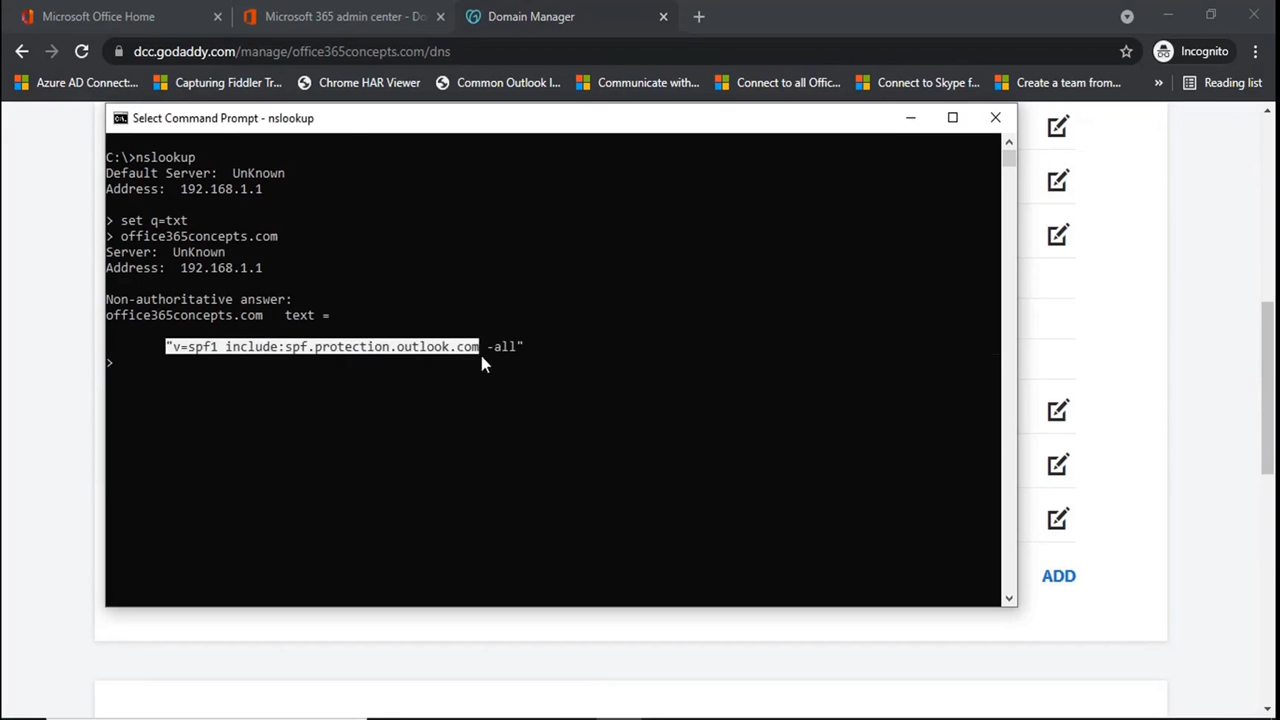 Microsoft Office Home
Microsoft 365 admin center - Do
Domain Manager
dcc.godaddy.com/manage/office365concepts.com/dns
Incognito
Azure AD Connect...
Capturing Fiddler Tr...
Chrome HAR Viewer
Common Outlook I...
Communicate with...
Connect to all Offic...
Connect to Skype f...
Create a team from...
»
Reading list
Select Command Prompt - nslookup
C:\>nslookup
Default Server:  UnKnown
Address:  192.168.1.1
> set q=txt
> office365concepts.com
Server:  UnKnown
Address:  192.168.1.1
Non-authoritative answer:
office365concepts.com   text =
"v=spf1 include:spf.protection.outlook.com -all"
>
ADD